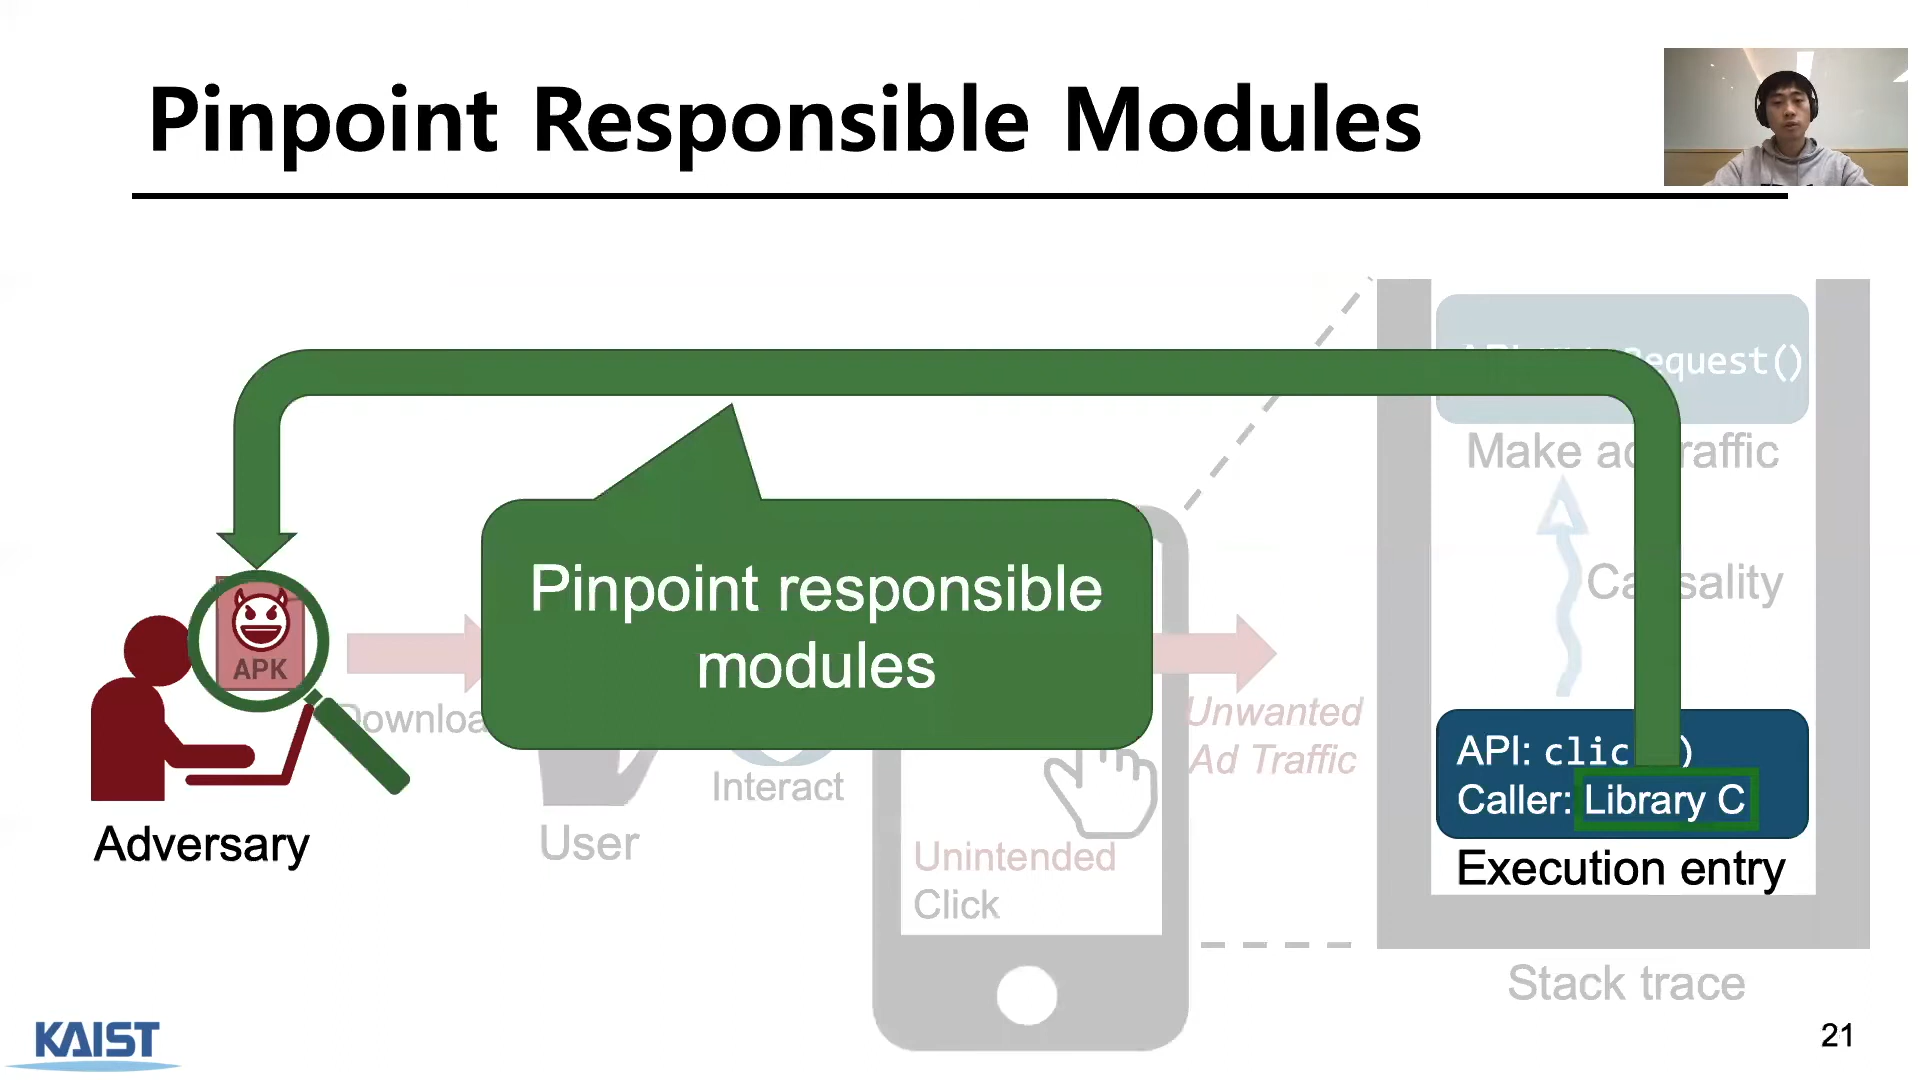 Pinpoint Responsible Modules
equest()
Make ad traffic
Causality
Pinpoint responsible
modules
APK
Unwanted
Ad Traffic
API: clic )
Caller: Library C
Interact
User
Adversary
Unintended
Click
Execution entry
Stack trace
KAIST
21